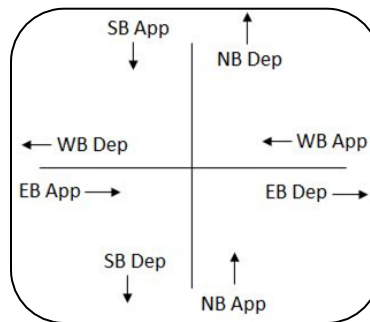 SB App
NB Dep
WB Dep
WB App
EB App
EB Dep
SB Dep
NB App